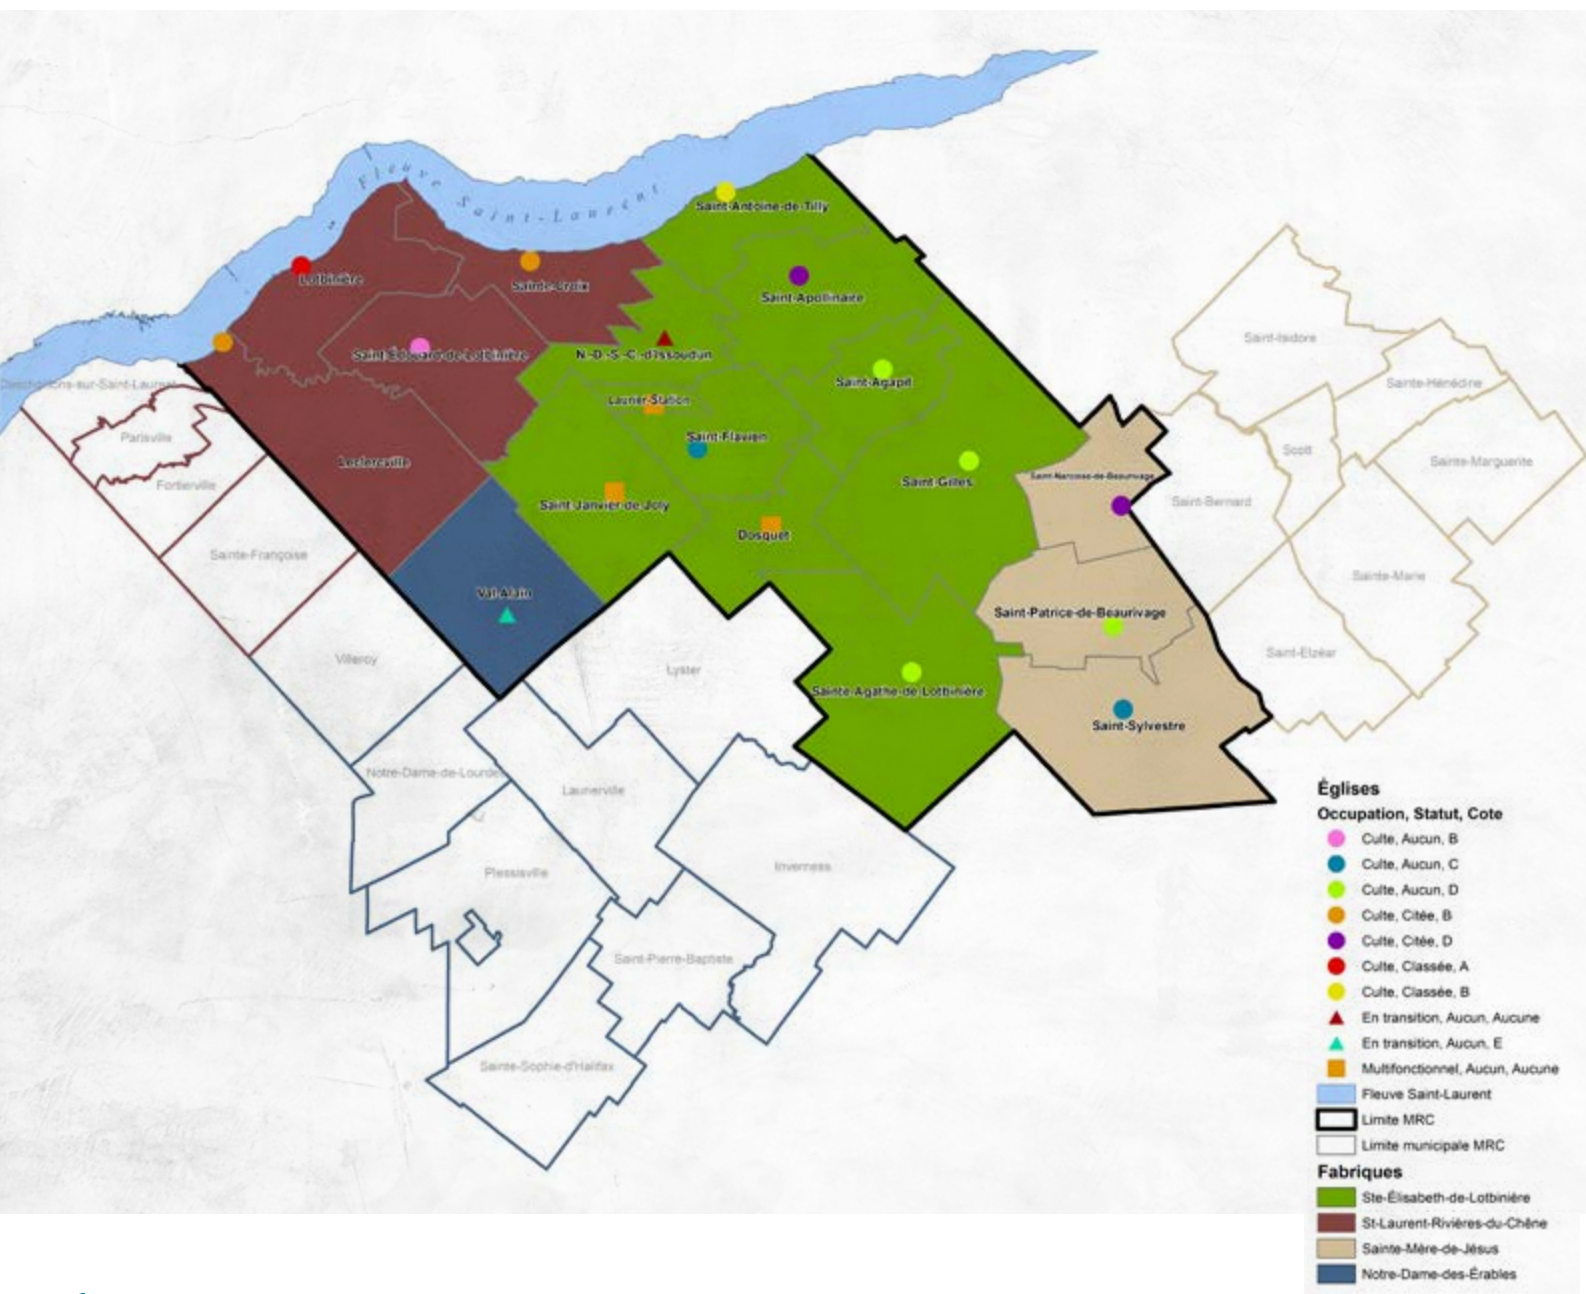 Fleuve Saint-Laurent
Saint-Antoine-de-Tilly
Saint-Apollinaire
Lotbinière
Sainte-Croix
Saint-Édouard-de-Lotbinière
N.-D.-S.-C.-d'Issoudun
Saint-Agapit
Laurier-Station
Saint-Flavien
Leclercville
Saint-Gilles
Saint-Janvier-de-Joly
Dosquet
Saint-Narcisse-de-Beaurivage
Val-Alain
Saint-Patrice-de-Beaurivage
Sainte-Agathe-de-Lotbinière
Saint-Sylvestre
Deschaillons-sur-Saint-Laurent
Parisville
Fortierville
Sainte-Françoise
Villeroy
Lyster
Notre-Dame-de-Lourdes
Laurierville
Plessisville
Inverness
Saint-Pierre-Baptiste
Sainte-Sophie-d'Halifax
Saint-Isidore
Sainte-Hénédine
Scott
Sainte-Marguerite
Saint-Bernard
Sainte-Marie
Saint-Elzéar
Églises
Occupation, Statut, Cote
Culte, Aucun, B
Culte, Aucun, C
Culte, Aucun, D
Culte, Citée, B
Culte, Citée, D
Culte, Classée, A
Culte, Classée, B
En transition, Aucun, Aucune
En transition, Aucun, E
Multifonctionnel, Aucun, Aucune
Fleuve Saint-Laurent
Limite MRC
Limite municipale MRC
Fabriques
Ste-Élisabeth-de-Lotbinière
St-Laurent-Rivières-du-Chêne
Sainte-Mère-de-Jésus
Notre-Dame-des-Érables